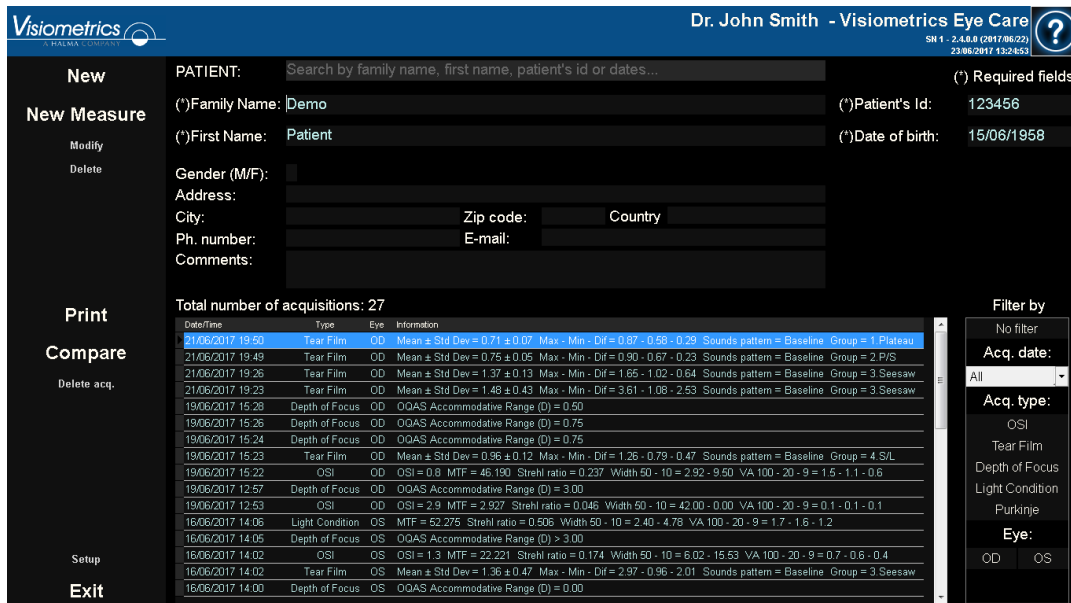 Visiometrics
A HALMA COMPANY
Dr. John Smith - Visiometrics Eye Care
SN 1 - 2.4.0.0 (2017/06/22)
23/06/2017 13:24:53
?
New
New Measure
Modify
Delete
Print
Compare
Delete acq.
Setup
Exit
PATIENT: Search by family name, first name, patient's id or dates...
(*) Required fields
(*)Family Name: Demo (*)Patient's Id: 123456
(*)First Name: Patient (*)Date of birth: 15/06/1958
Gender (M/F):
Address:
City: Zip code: Country
Ph. number: E-mail:
Comments:
Total number of acquisitions: 27
Date/Time Type Eye Information
21/06/2017 19:50 Tear Film OD Mean ± Std Dev = 0.71 ± 0.07 Max - Min - Dif = 0.87 - 0.58 - 0.29 Sounds pattern = Baseline Group = 1.Plateau
21/06/2017 19:49 Tear Film OD Mean ± Std Dev = 0.75 ± 0.05 Max - Min - Dif = 0.90 - 0.67 - 0.23 Sounds pattern = Baseline Group = 2.P/S
21/06/2017 19:26 Tear Film OD Mean ± Std Dev = 1.37 ± 0.13 Max - Min - Dif = 1.65 - 1.02 - 0.64 Sounds pattern = Baseline Group = 3.Seesaw
21/06/2017 19:23 Tear Film OD Mean ± Std Dev = 1.48 ± 0.43 Max - Min - Dif = 3.61 - 1.08 - 2.53 Sounds pattern = Baseline Group = 3.Seesaw
19/06/2017 15:28 Depth of Focus OD OQAS Accommodative Range (D) = 0.50
19/06/2017 15:26 Depth of Focus OD OQAS Accommodative Range (D) = 0.75
19/06/2017 15:24 Depth of Focus OD OQAS Accommodative Range (D) = 0.75
19/06/2017 15:23 Tear Film OD Mean ± Std Dev = 0.96 ± 0.12 Max - Min - Dif = 1.26 - 0.79 - 0.47 Sounds pattern = Baseline Group = 4.S/L
19/06/2017 15:22 OSI OD OSI = 0.8 MTF = 46.190 Strehl ratio = 0.237 Width 50 - 10 = 2.92 - 9.50 VA 100 - 20 - 9 = 1.5 - 1.1 - 0.6
19/06/2017 12:57 Depth of Focus OD OQAS Accommodative Range (D) = 3.00
19/06/2017 12:53 OSI OD OSI = 2.9 MTF = 2.927 Strehl ratio = 0.046 Width 50 - 10 = 42.00 - 0.00 VA 100 - 20 - 9 = 0.1 - 0.1 - 0.1
16/06/2017 14:06 Light Condition OS MTF = 52.275 Strehl ratio = 0.506 Width 50 - 10 = 2.40 - 4.78 VA 100 - 20 - 9 = 1.7 - 1.6 - 1.2
16/06/2017 14:05 Depth of Focus OS OQAS Accommodative Range (D) > 3.00
16/06/2017 14:02 OSI OS OSI = 1.3 MTF = 22.221 Strehl ratio = 0.174 Width 50 - 10 = 6.02 - 15.53 VA 100 - 20 - 9 = 0.7 - 0.6 - 0.4
16/06/2017 14:02 Tear Film OS Mean ± Std Dev = 1.36 ± 0.47 Max - Min - Dif = 2.97 - 0.96 - 2.01 Sounds pattern = Baseline Group = 3.Seesaw
16/06/2017 14:00 Depth of Focus OS OQAS Accommodative Range (D) = 0.00
Filter by
No filter
Acq. date:
All
Acq. type:
OSI
Tear Film
Depth of Focus
Light Condition
Purkinje
Eye:
OD OS